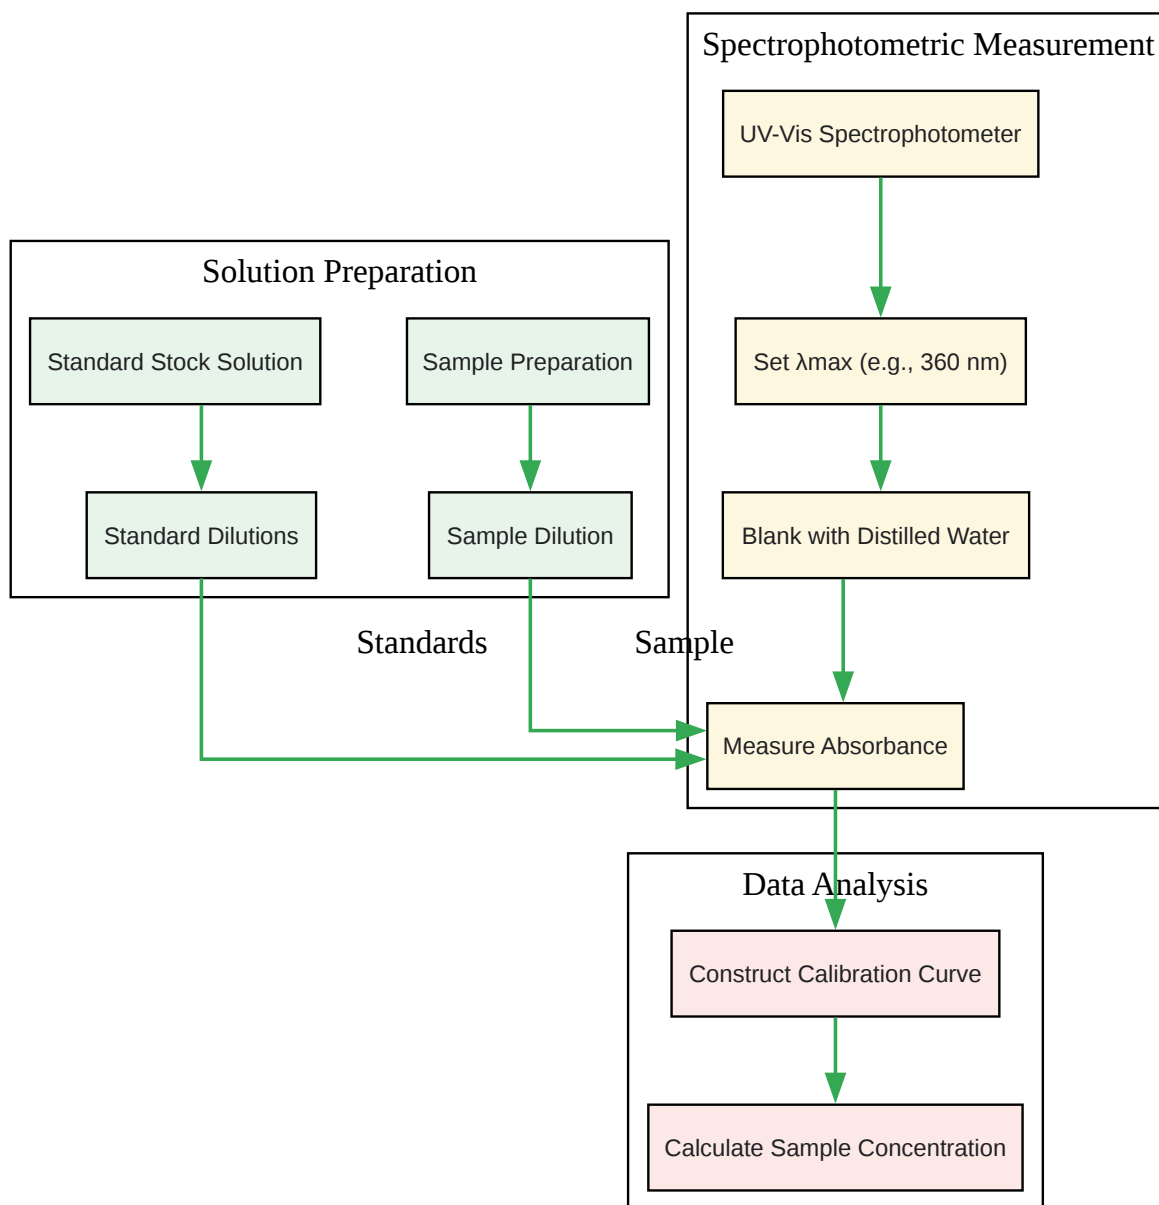 Spectrophotometric Measurement
UV-Vis Spectrophotometer
Solution Preparation
Standard Stock Solution
Sample Preparation
Set λmax (e.g., 360 nm)
Standard Dilutions
Sample Dilution
Blank with Distilled Water
Standards
Sample
Measure Absorbance
Data Analysis
Construct Calibration Curve
Calculate Sample Concentration